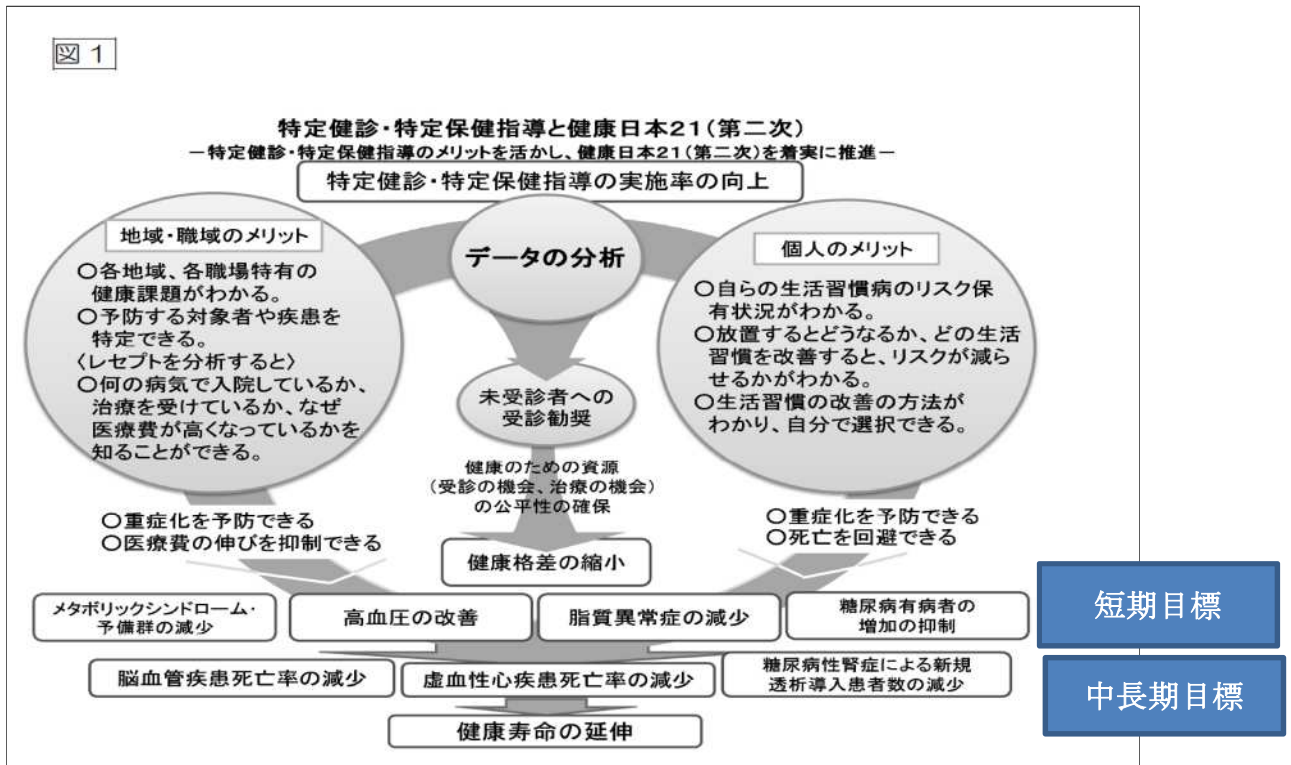 図1
特定健診・特定保健指導と健康日本21(第二次)
－特定健診・特定保健指導のメリットを活かし、健康日本21(第二次)を着実に推進－
特定健診・特定保健指導の実施率の向上
地域・職域のメリット
○各地域、各職場特有の
健康課題がわかる。
○予防する対象者や疾患を
特定できる。
〈レセプトを分析すると〉
○何の病気で入院しているか、
治療を受けているか、なぜ
医療費が高くなっているかを
知ることができる。
○重症化を予防できる
○医療費の伸びを抑制できる
データの分析
未受診者への
受診勧奨
健康のための資源
(受診の機会、治療の機会)
の公平性の確保
健康格差の縮小
個人のメリット
○自らの生活習慣病のリスク保
有状況がわかる。
○放置するとどうなるか、どの生活
習慣を改善すると、リスクが減ら
せるかがわかる。
○生活習慣の改善の方法が
わかり、自分で選択できる。
○重症化を予防できる
○死亡を回避できる
メタボリックシンドローム・
予備群の減少
高血圧の改善
脂質異常症の減少
糖尿病有病者の
増加の抑制
短期目標
脳血管疾患死亡率の減少
虚血性心疾患死亡率の減少
糖尿病性腎症による新規
透析導入患者数の減少
中長期目標
健康寿命の延伸